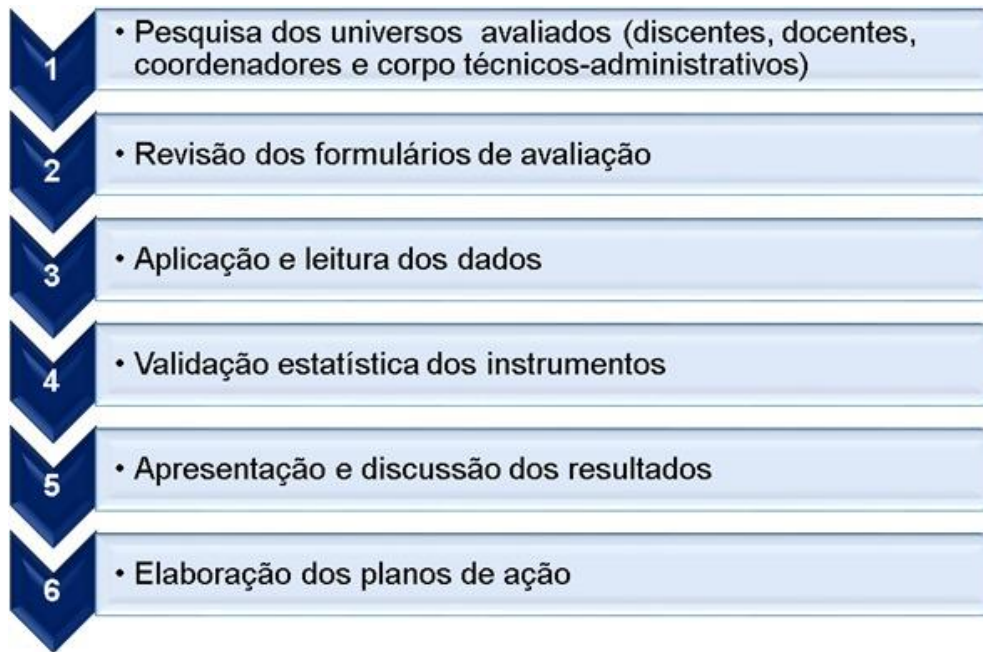 1
• Pesquisa dos universos avaliados (discentes, docentes,
coordenadores e corpo técnicos-administrativos)
2
• Revisão dos formulários de avaliação
3
• Aplicação e leitura dos dados
4
• Validação estatística dos instrumentos
5
• Apresentação e discussão dos resultados
6
• Elaboração dos planos de ação